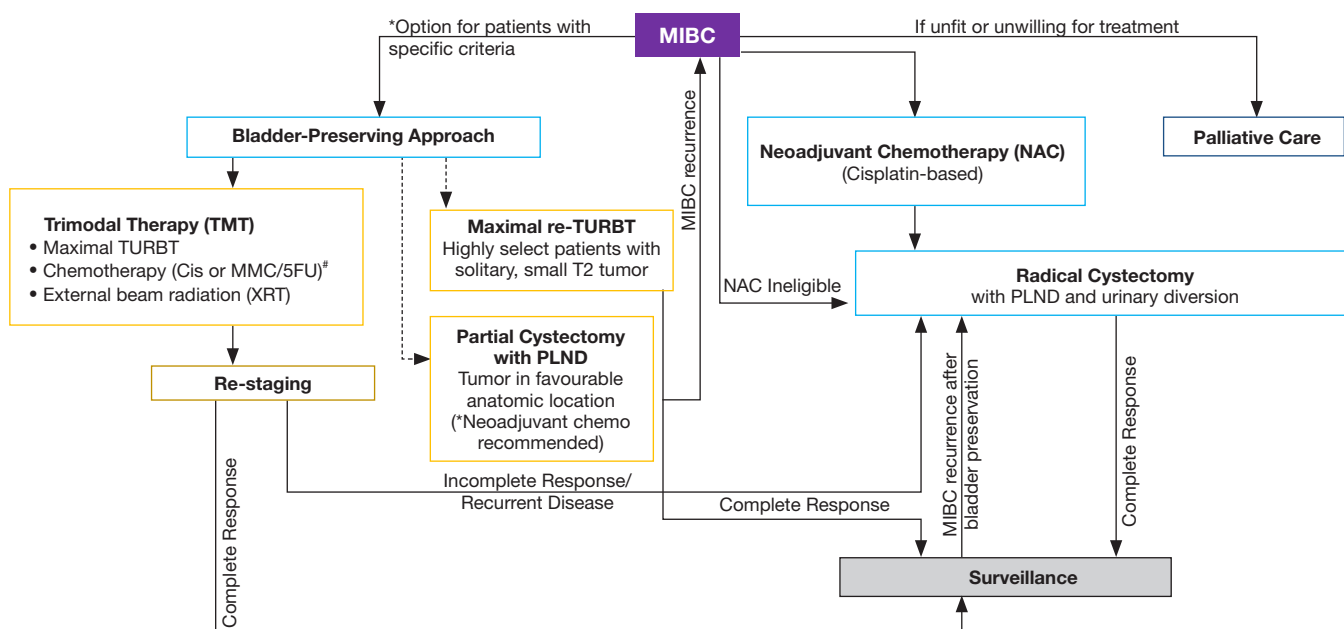 *Option for patients with
specific criteria
MIBC
If unfit or unwilling for treatment
Bladder-Preserving Approach
MIBC recurrence
Neoadjuvant Chemotherapy (NAC)
(Cisplatin-based)
Palliative Care
Trimodal Therapy (TMT)
• Maximal TURBT
• Chemotherapy (Cis or MMC/5FU)#
• External beam radiation (XRT)
Maximal re-TURBT
Highly select patients with
solitary, small T2 tumor
NAC Ineligible
Radical Cystectomy
with PLND and urinary diversion
Partial Cystectomy
with PLND
Tumor in favourable
anatomic location
(*Neoadjuvant chemo
recommended)
Re-staging
Incomplete Response/
Recurrent Disease
Complete Response
Complete Response
MIBC recurrence after
bladder preservation
Complete Response
Surveillance